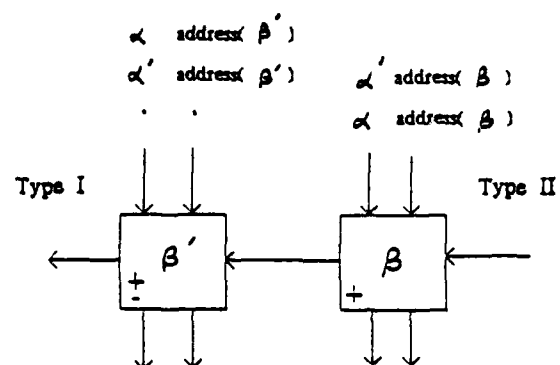 α address( β′ )
α′ address( β′ )
. .
α′ address( β )
α address( β )
Type I
Type II
β′
+
-
β
+